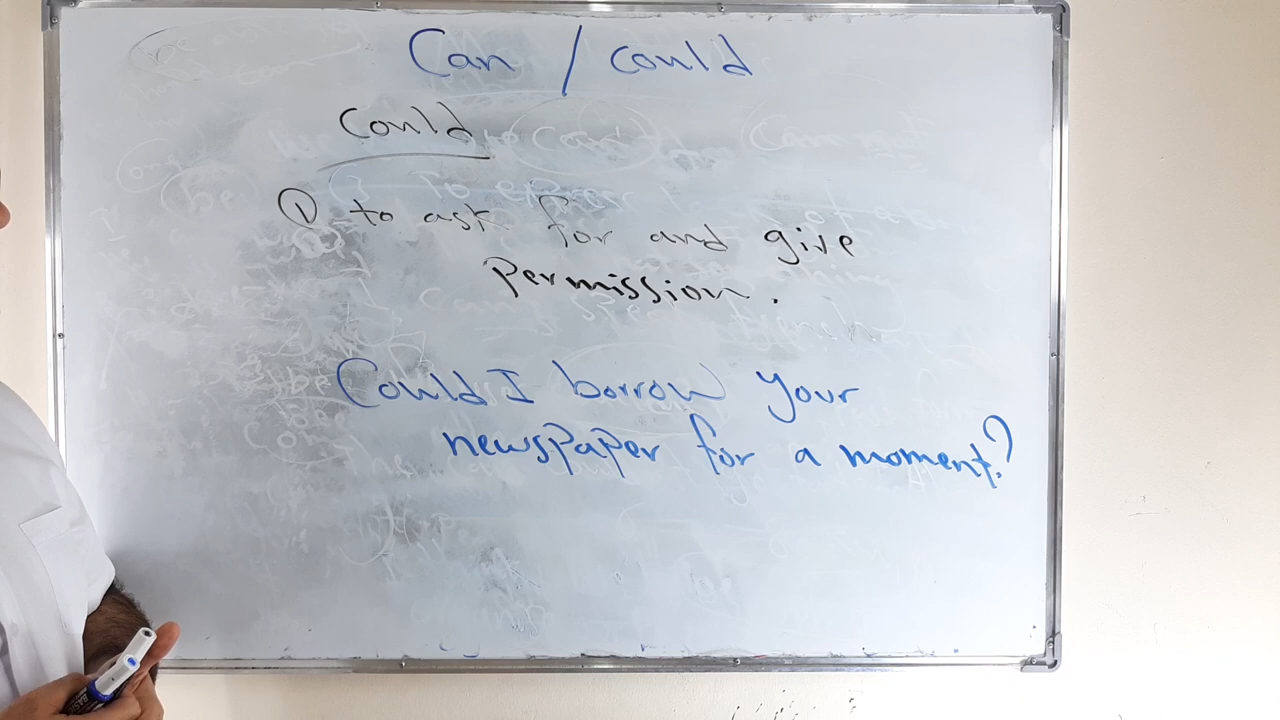 Can / could
Could
① to ask for and give
permission.
Could I borrow your
newspaper for a moment?